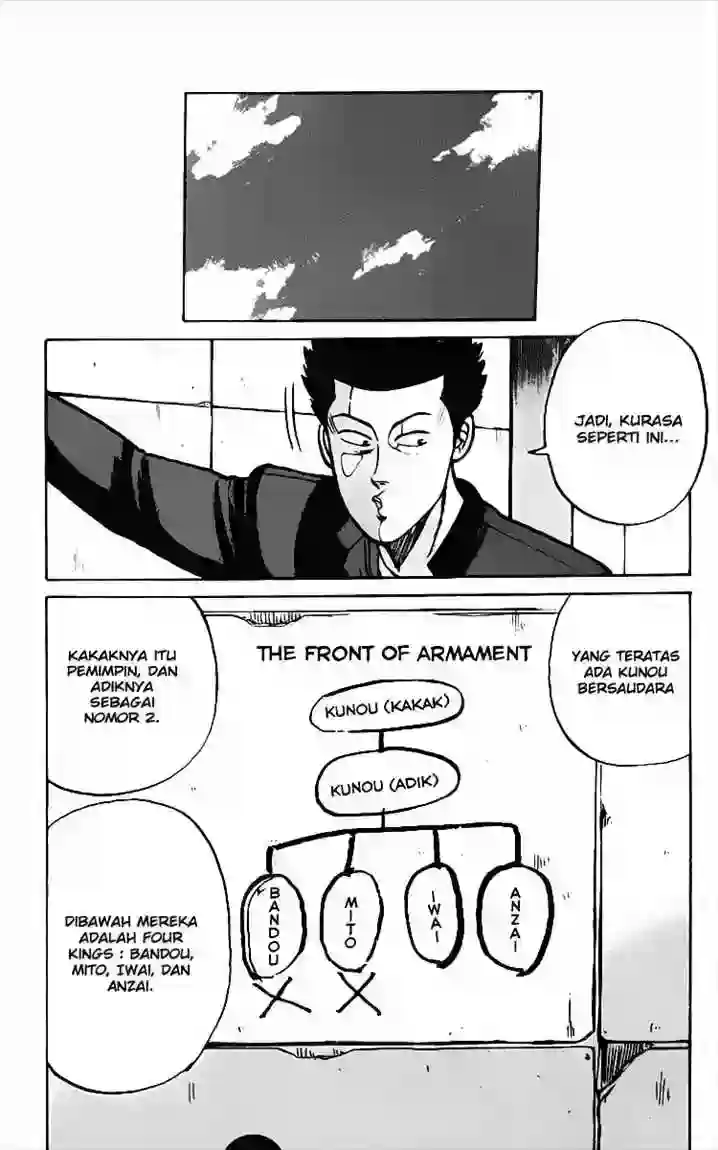 JADI, KURASA
SEPERTI INI...
YANG TERATAS
ADA KUNOU
BERSAUDARA
KAKAKNYA ITU
PEMIMPIN, DAN
ADIKNYA
SEBAGAI
NOMOR 2.
THE FRONT OF ARMAMENT
KUNOU (KAKAK)
KUNOU (ADIK)
BANDOU
MITO
IWAI
ANZAI
DIBAWAH MEREKA
ADALAH FOUR
KINGS : BANDOU,
MITO, IWAI, DAN
ANZAI.